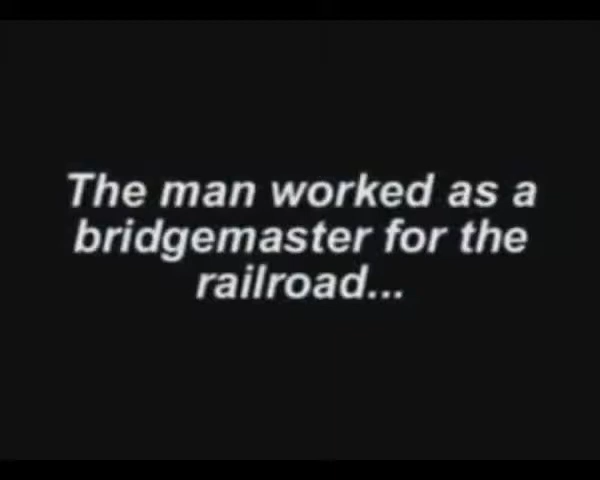 The man worked as a
bridgemaster for the
railroad...